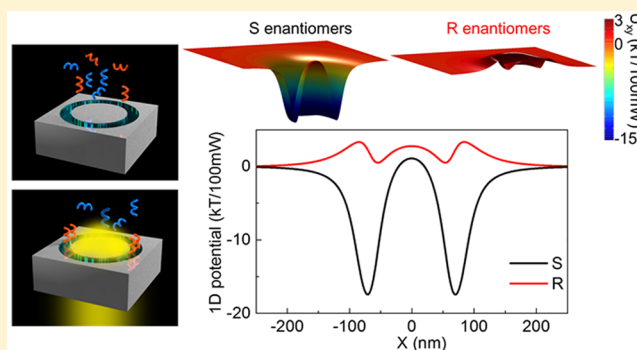 S enantiomers
R enantiomers
3
0
-15
0
-10
-20
1D potential (kT/100mW)
S
R
-200
-100
0
100
200
X (nm)